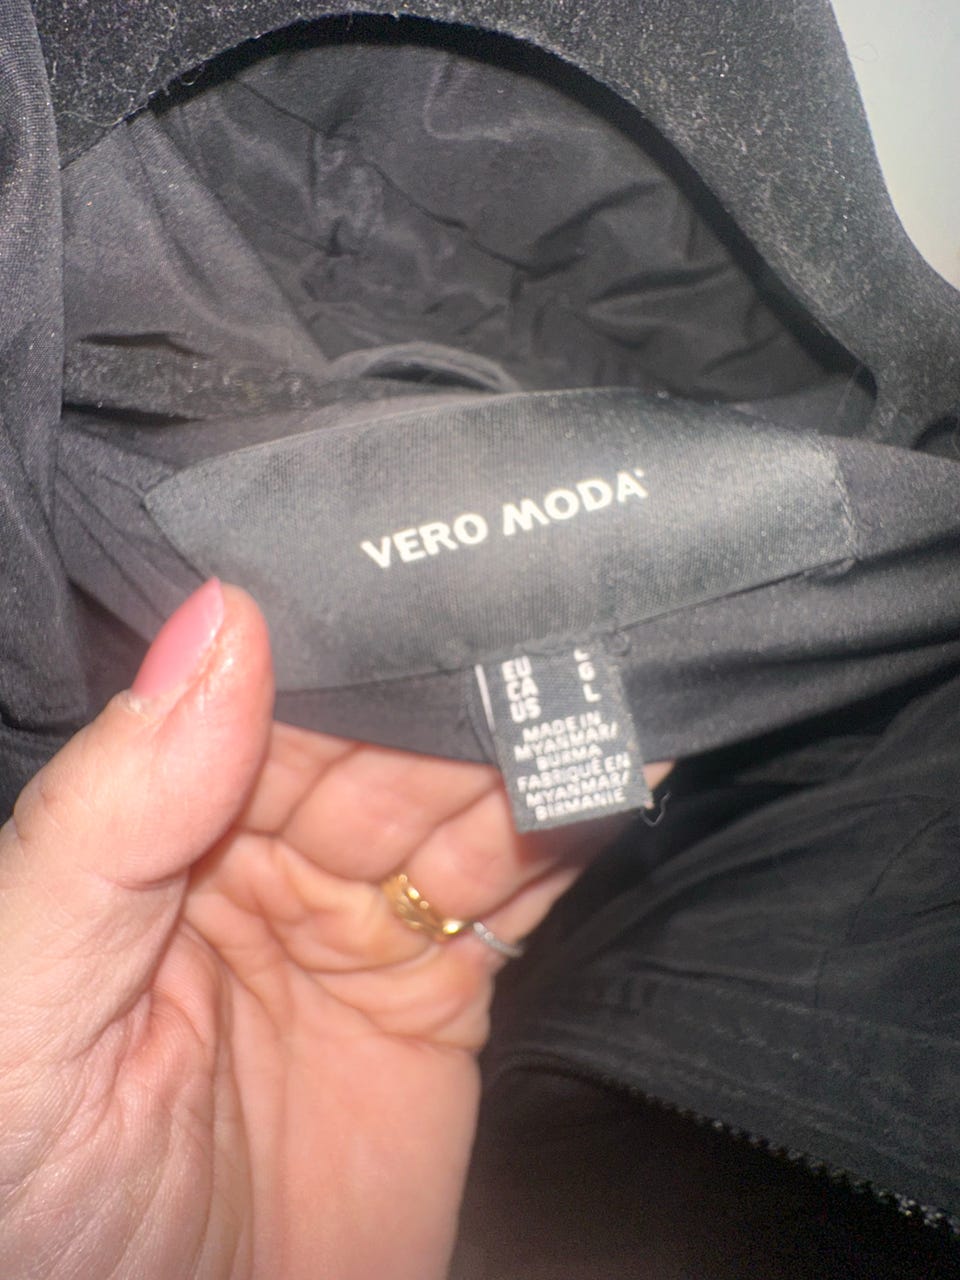 VERO MODA
EU L
CA G
US L
MADE IN
MYANMAR/
BURMA
FABRIQUÉ EN
MYANMAR/
BIRMANIE